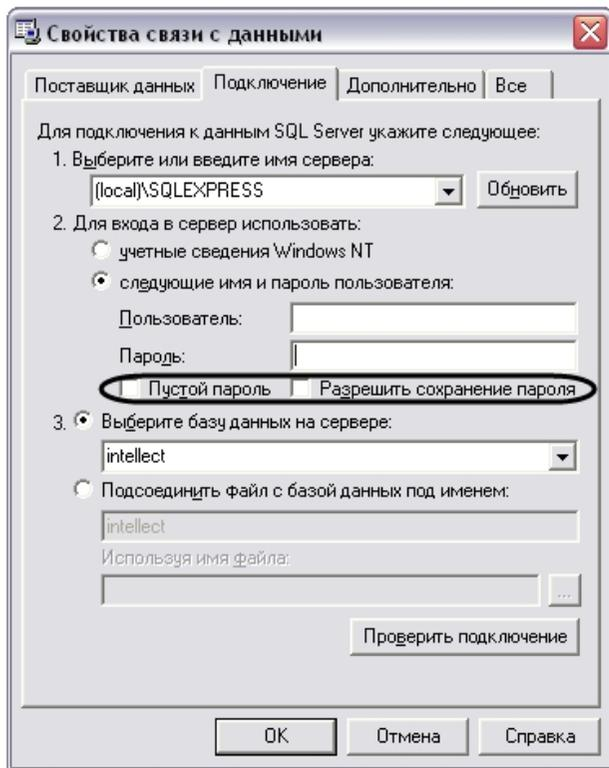 Свойства связи с данными
Поставщик данных Подключение Дополнительно Все
Для подключения к данным SQL Server укажите следующее:
1. Выберите или введите имя сервера:
(local)\SQLEXPRESS Обновить
2. Для входа в сервер использовать:
учетные сведения Windows NT
следующие имя и пароль пользователя:
Пользователь:
Пароль:
Пустой пароль Разрешить сохранение пароля
3. Выберите базу данных на сервере:
intellect
Подсоединить файл с базой данных под именем:
intellect
Используя имя файла:
...
Проверить подключение
OK Отмена Справка